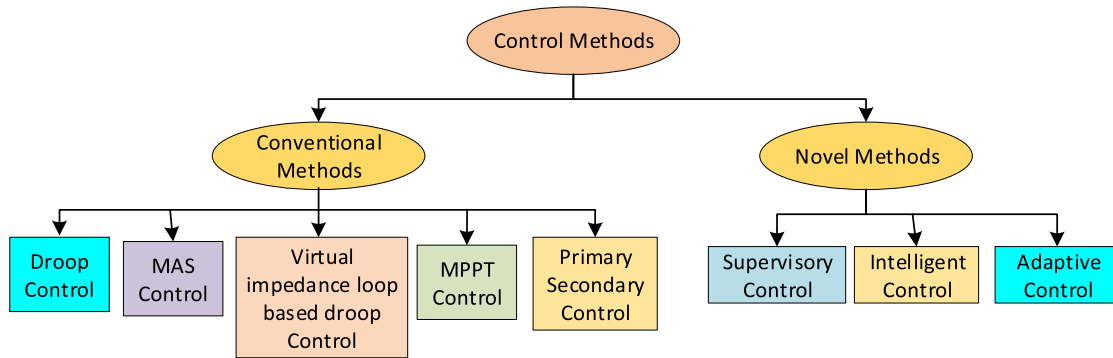 Control Methods
Conventional
Methods
Novel Methods
Droop
Control
MAS
Control
Virtual
impedance loop
based droop
Control
MPPT
Control
Primary
Secondary
Control
Supervisory
Control
Intelligent
Control
Adaptive
Control